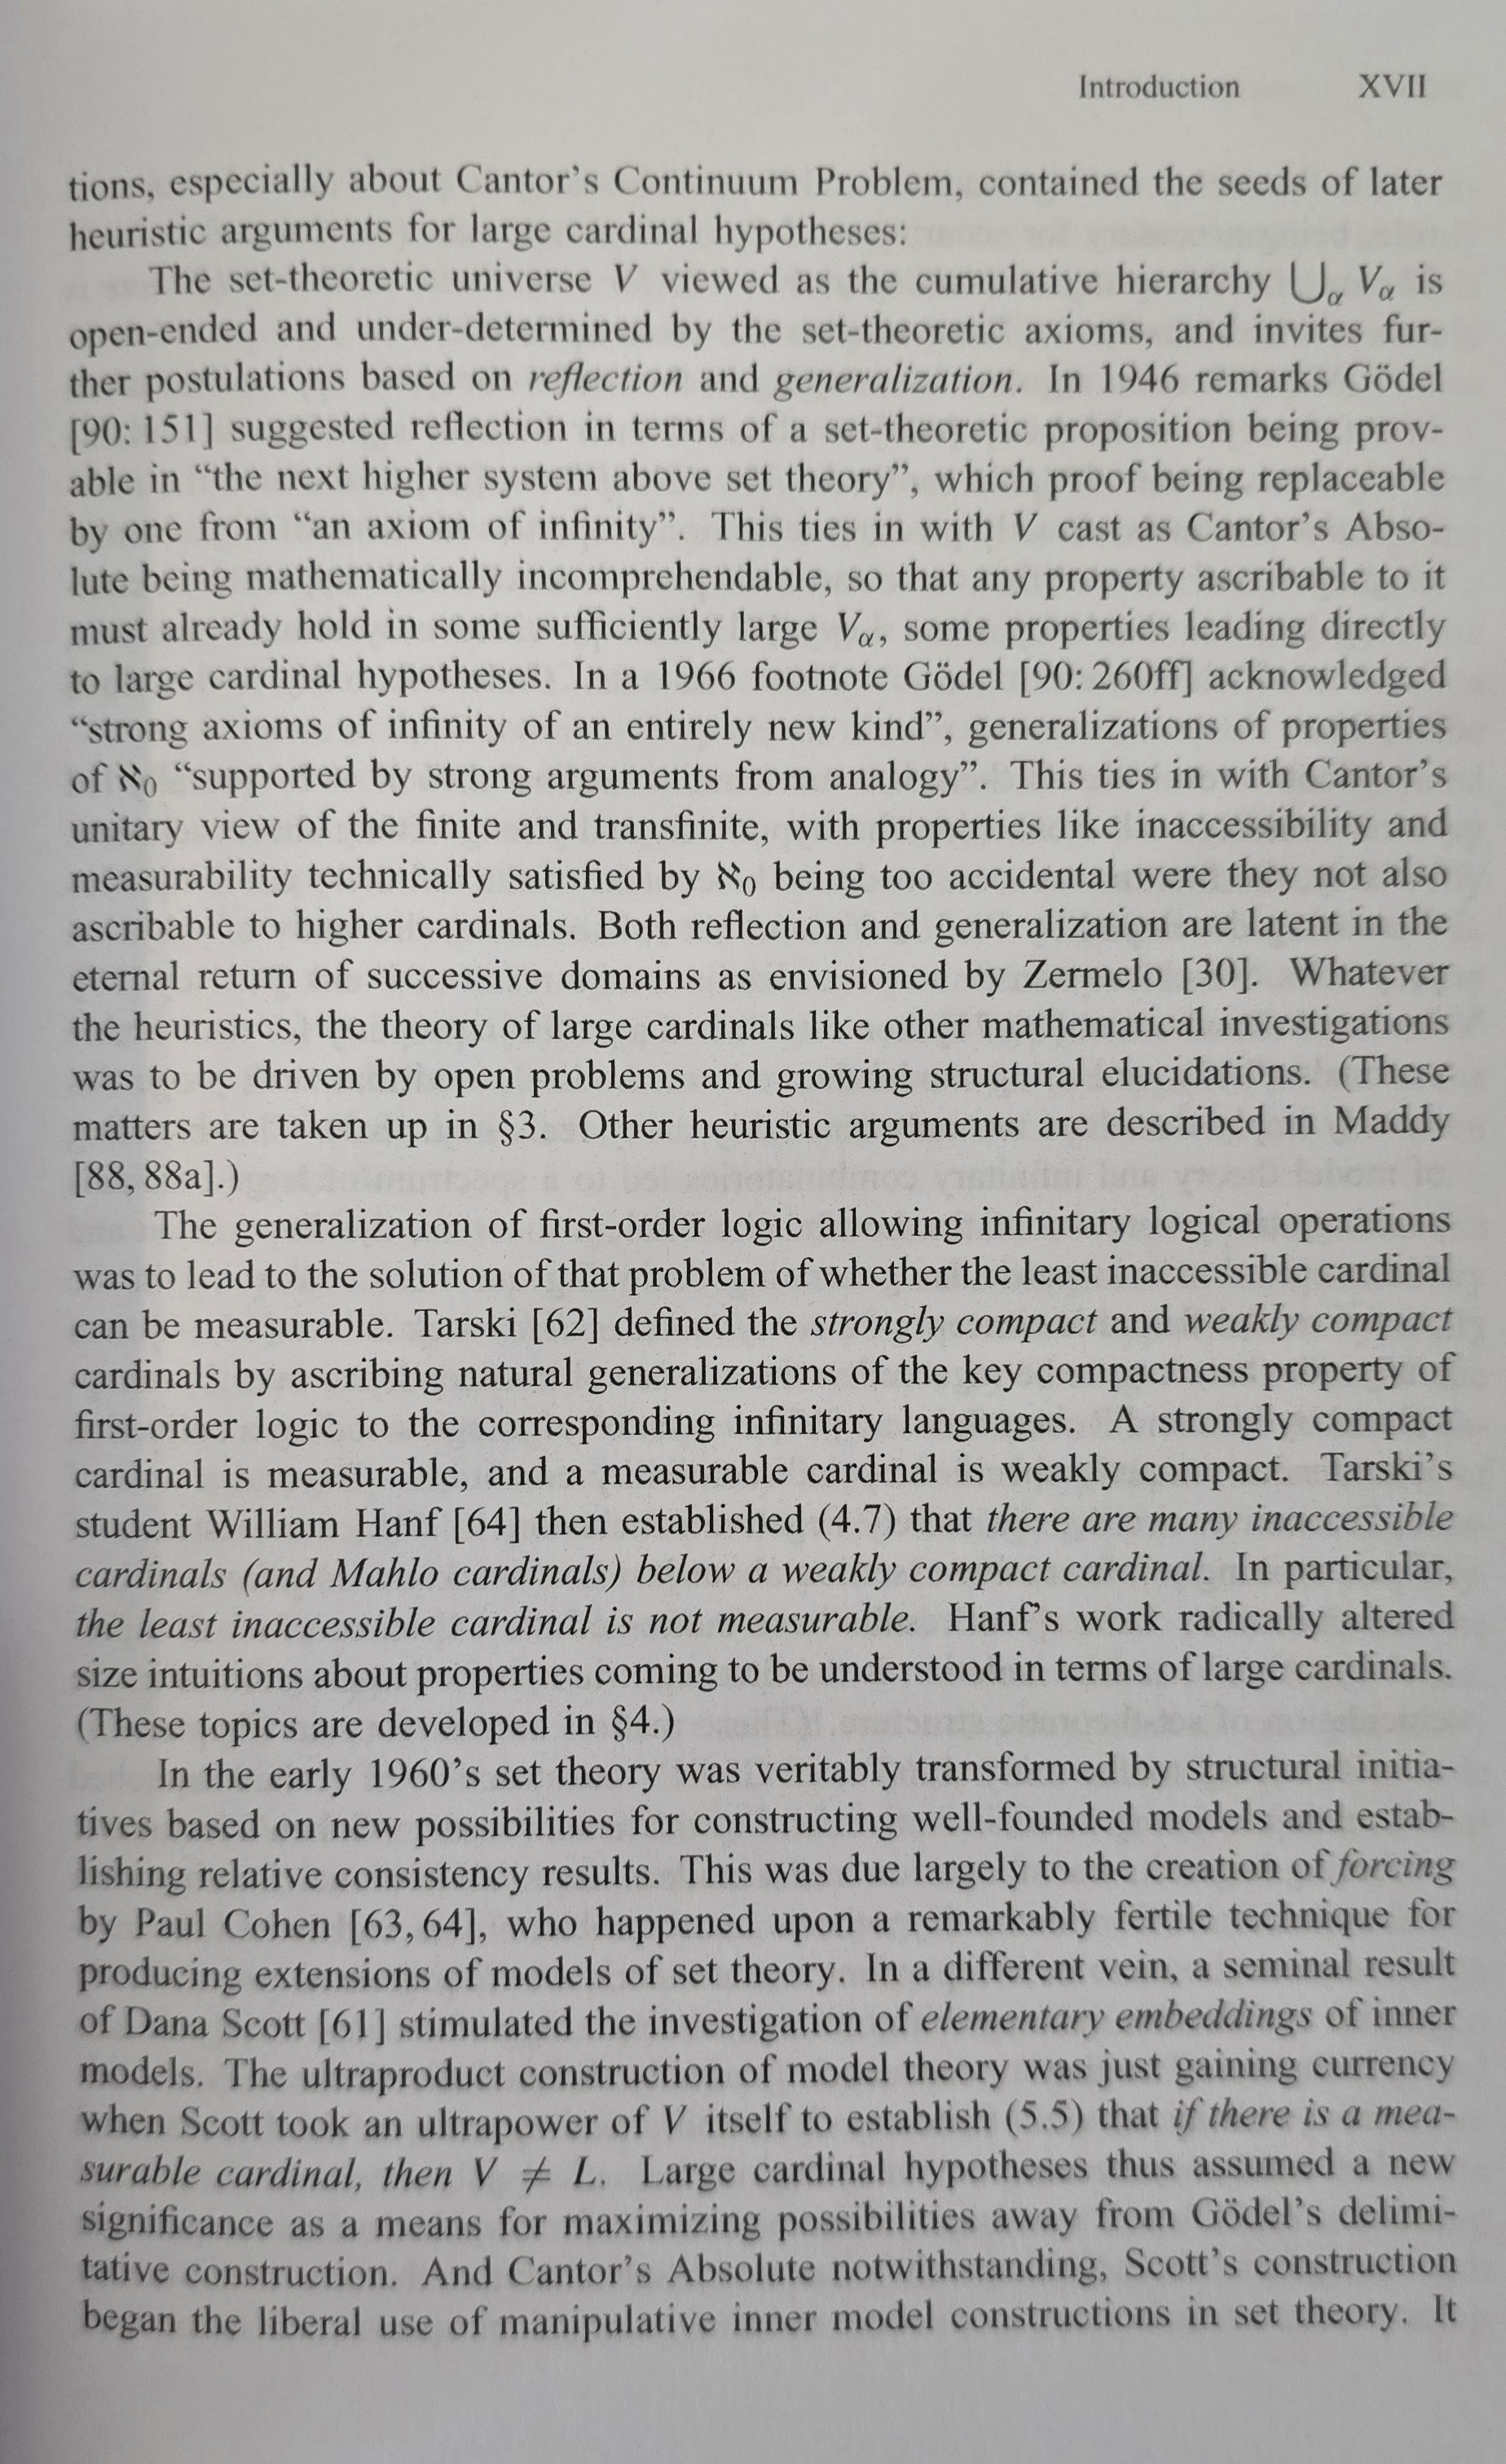 Introduction XVII
tions, especially about Cantor's Continuum Problem, contained the seeds of later
heuristic arguments for large cardinal hypotheses:
The set-theoretic universe V viewed as the cumulative hierarchy ⋃α Vα is
open-ended and under-determined by the set-theoretic axioms, and invites fur-
ther postulations based on reflection and generalization. In 1946 remarks Gödel
[90: 151] suggested reflection in terms of a set-theoretic proposition being prov-
able in “the next higher system above set theory”, which proof being replaceable
by one from “an axiom of infinity”. This ties in with V cast as Cantor's Abso-
lute being mathematically incomprehendable, so that any property ascribable to it
must already hold in some sufficiently large Vα, some properties leading directly
to large cardinal hypotheses. In a 1966 footnote Gödel [90: 260ff] acknowledged
“strong axioms of infinity of an entirely new kind”, generalizations of properties
of ℵ0 “supported by strong arguments from analogy”. This ties in with Cantor's
unitary view of the finite and transfinite, with properties like inaccessibility and
measurability technically satisfied by ℵ0 being too accidental were they not also
ascribable to higher cardinals. Both reflection and generalization are latent in the
eternal return of successive domains as envisioned by Zermelo [30]. Whatever
the heuristics, the theory of large cardinals like other mathematical investigations
was to be driven by open problems and growing structural elucidations. (These
matters are taken up in §3. Other heuristic arguments are described in Maddy
[88, 88a].)
The generalization of first-order logic allowing infinitary logical operations
was to lead to the solution of that problem of whether the least inaccessible cardinal
can be measurable. Tarski [62] defined the strongly compact and weakly compact
cardinals by ascribing natural generalizations of the key compactness property of
first-order logic to the corresponding infinitary languages. A strongly compact
cardinal is measurable, and a measurable cardinal is weakly compact. Tarski's
student William Hanf [64] then established (4.7) that there are many inaccessible
cardinals (and Mahlo cardinals) below a weakly compact cardinal. In particular,
the least inaccessible cardinal is not measurable. Hanf's work radically altered
size intuitions about properties coming to be understood in terms of large cardinals.
(These topics are developed in §4.)
In the early 1960's set theory was veritably transformed by structural initia-
tives based on new possibilities for constructing well-founded models and estab-
lishing relative consistency results. This was due largely to the creation of forcing
by Paul Cohen [63, 64], who happened upon a remarkably fertile technique for
producing extensions of models of set theory. In a different vein, a seminal result
of Dana Scott [61] stimulated the investigation of elementary embeddings of inner
models. The ultraproduct construction of model theory was just gaining currency
when Scott took an ultrapower of V itself to establish (5.5) that if there is a mea-
surable cardinal, then V ≠ L. Large cardinal hypotheses thus assumed a new
significance as a means for maximizing possibilities away from Gödel's delimi-
tative construction. And Cantor's Absolute notwithstanding, Scott's construction
began the liberal use of manipulative inner model constructions in set theory. It